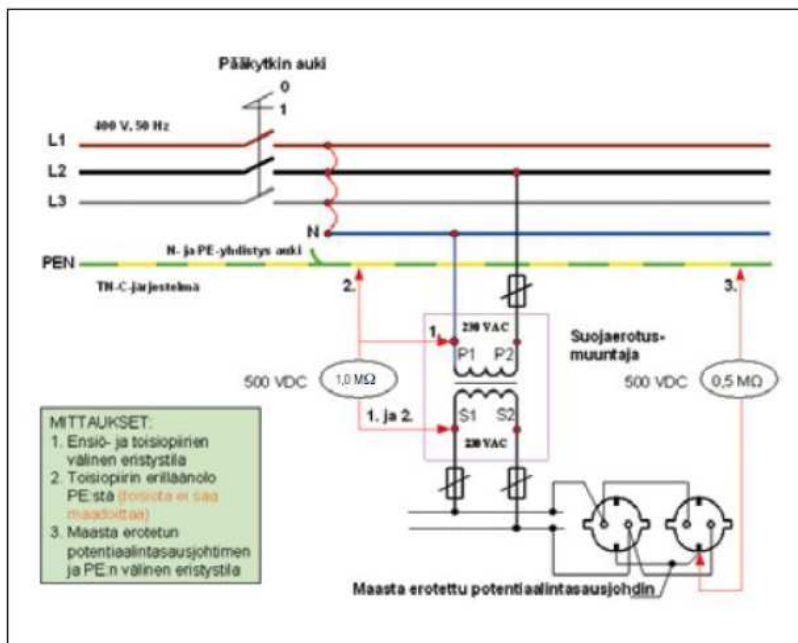 Pääkytkin auki
0
1
400 V, 50 Hz
L1
L2
L3
N
N- ja PE-yhdistys auki
PEN
TN-C-järjestelmä
2.
3.
1.
230 VAC
P1 P2
Suojaerotus-
muuntaja
500 VDC
1,0 MΩ
500 VDC
0,5 MΩ
1. ja 2.
S1 S2
230 VAC
MITTAUKSET:
1. Ensiö- ja toisiopiirien
välinen eristystila
2. Toisiopiirin erilläänolo
PE:stä (toisiota ei saa
maadoittaa)
3. Maasta erotetun
potentiaalintasausjohtimen
ja PE:n välinen eristystila
Maasta erotettu potentiaalintasausjohdin